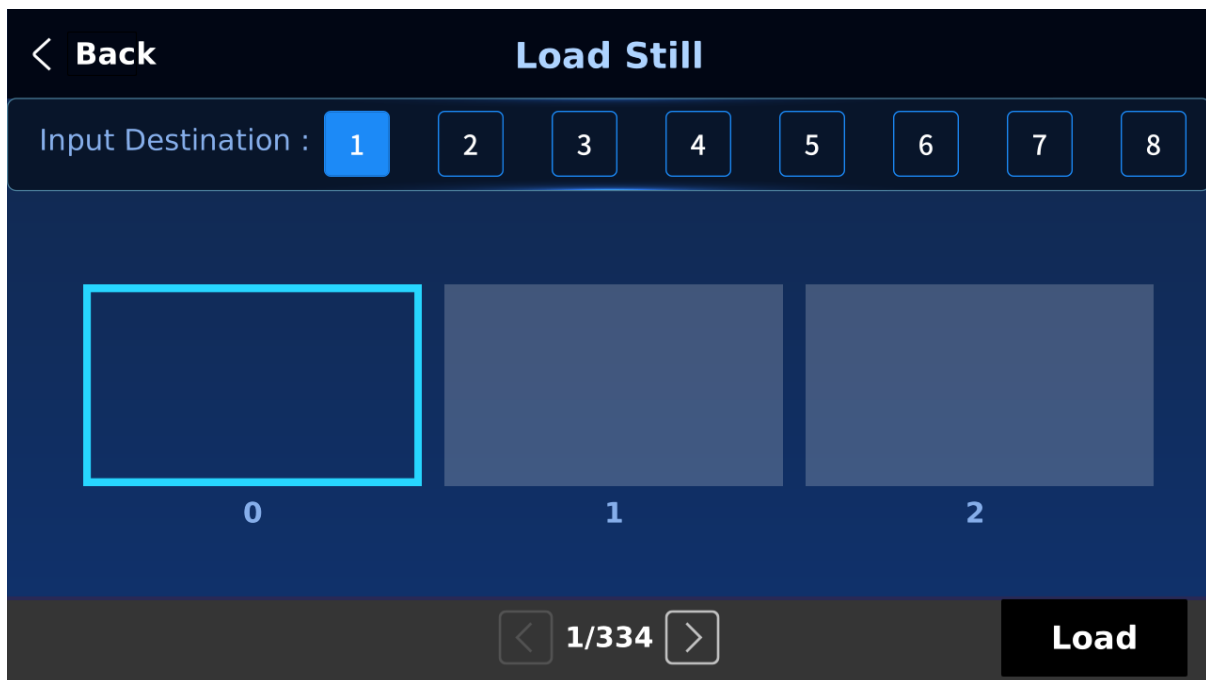 Back
Load Still
Input Destination : 1 2 3 4 5 6 7 8
0 1 2
1/334
Load